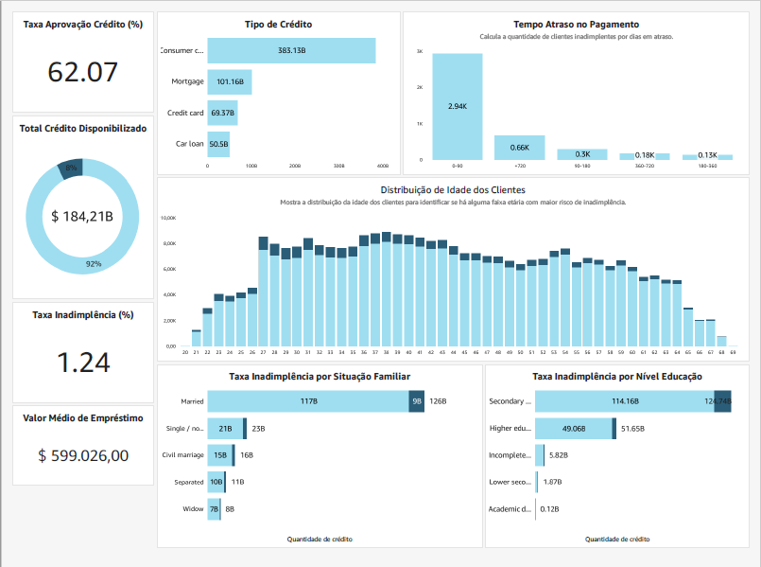 Taxa Aprovação Crédito (%)
62.07
Total Crédito Disponibilizado
8%
$ 184,21B
92%
Taxa Inadimplência (%)
1.24
Valor Médio de Empréstimo
$ 599.026,00
Tipo de Crédito
Consumer c...
383.13B
Mortgage
101.16B
Credit card
69.37B
Car loan
50.5B
0 100B 200B 300B 400B
Tempo Atraso no Pagamento
Calcula a quantidade de clientes inadimplentes por dias em atraso.
3K
2K
1K
0
2.94K
0.66K
0.3K
0.18K
0.13K
0-90 +720 90-180 360-720 180-360
Distribuição de Idade dos Clientes
Mostra a distribuição da idade dos clientes para identificar se há alguma faixa etária com maior risco de inadimplência.
10,00K
8,00K
6,00K
4,00K
2,00K
0,00
20 21 22 23 24 25 26 27 28 29 30 31 32 33 34 35 36 37 38 39 40 41 42 43 44 45 46 47 48 49 50 51 52 53 54 55 56 57 58 59 60 61 62 63 64 65 66 67 68 69
Taxa Inadimplência por Situação Familiar
Married
117B 9B 126B
Single / no...
21B 23B
Civil marriage
15B 16B
Separated
10B 11B
Widow
7B 8B
Quantidade de crédito
Taxa Inadimplência por Nível Educação
Secondary ...
114.16B 124.74B
Higher edu...
49.06B 51.65B
Incomplete...
5.82B
Lower seco...
1.87B
Academic d...
0.12B
Quantidade de crédito